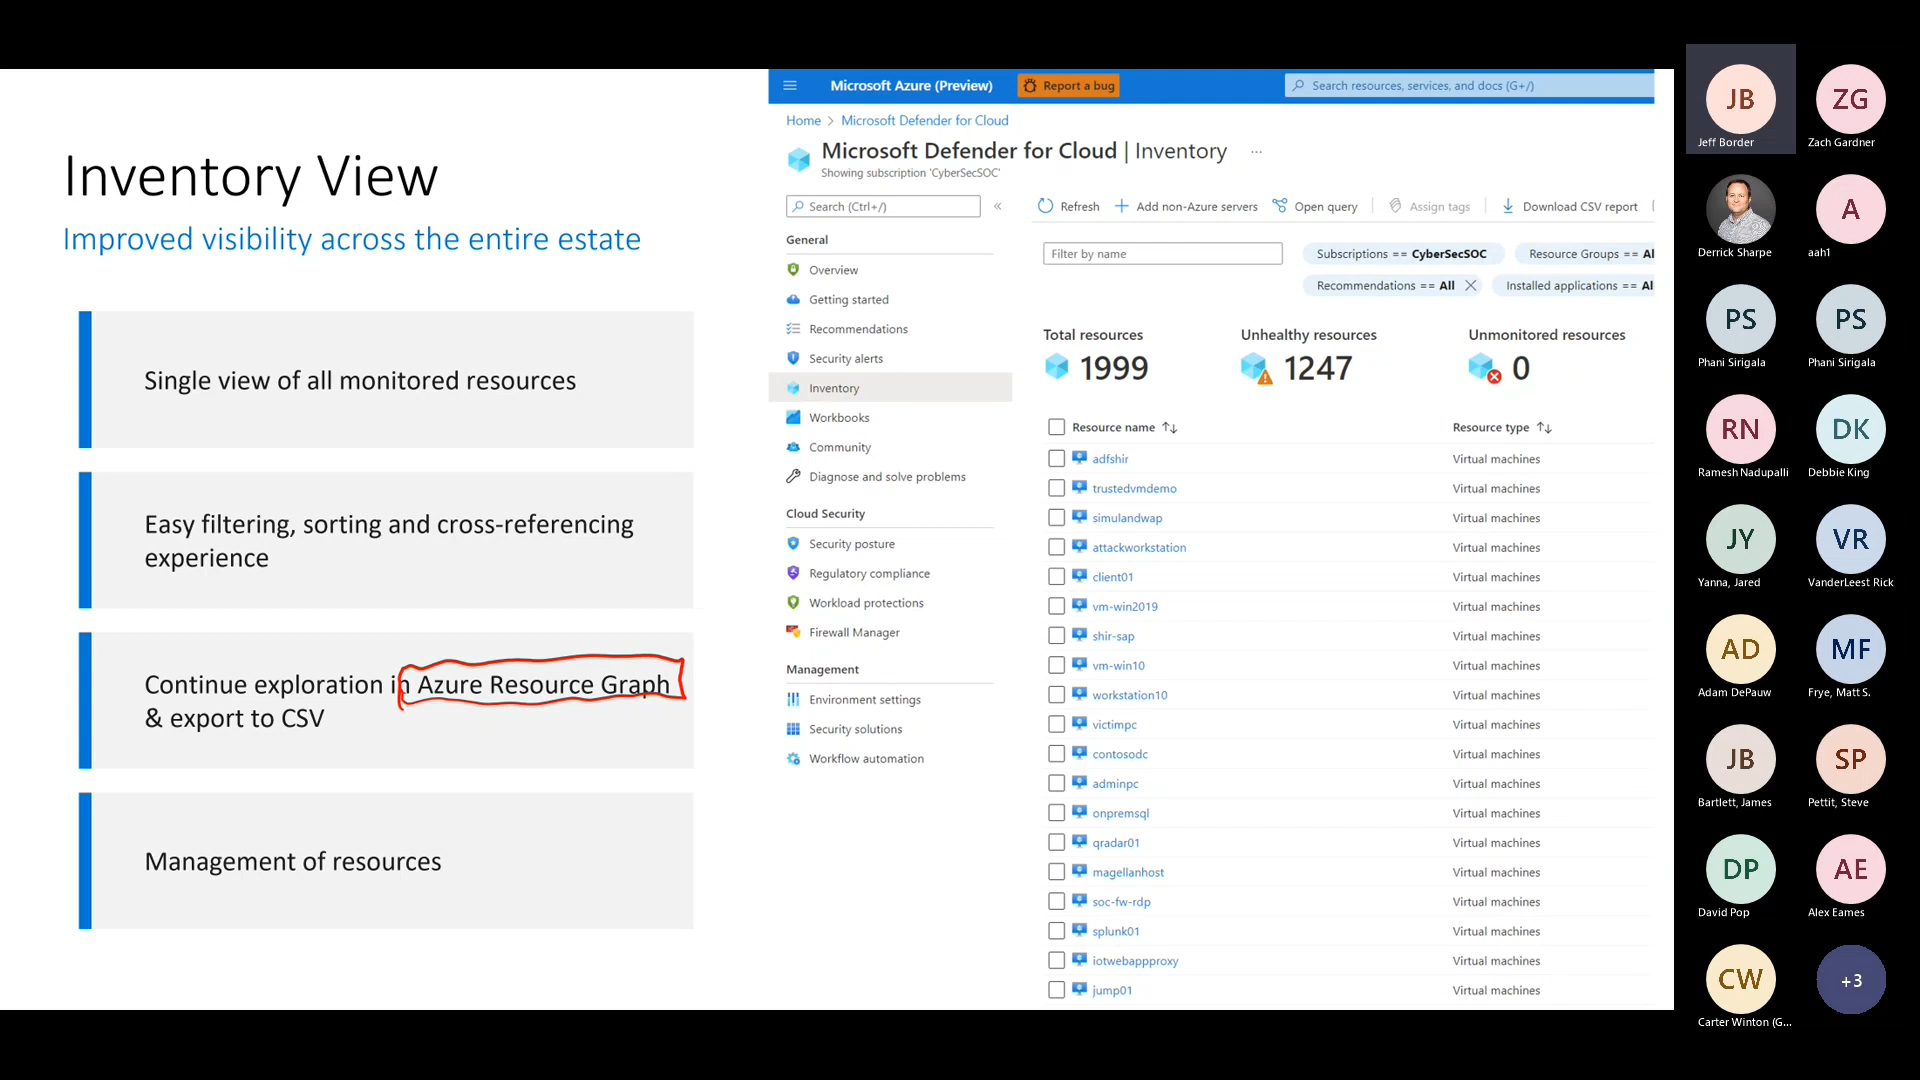 Inventory View
Improved visibility across the entire estate
Single view of all monitored resources
Easy filtering, sorting and cross-referencing
experience
Continue exploration in Azure Resource Graph
& export to CSV
Management of resources
Microsoft Azure (Preview)
Report a bug
Search resources, services, and docs (G+/)
Home > Microsoft Defender for Cloud
Microsoft Defender for Cloud | Inventory ...
Showing subscription 'CyberSecSOC'
Search (Ctrl+/)
«
General
Overview
Getting started
Recommendations
Security alerts
Inventory
Workbooks
Community
Diagnose and solve problems
Cloud Security
Security posture
Regulatory compliance
Workload protections
Firewall Manager
Management
Environment settings
Security solutions
Workflow automation
Refresh
Add non-Azure servers
Open query
Assign tags
Download CSV report
Filter by name
Subscriptions == CyberSecSOC
Resource Groups == Al
Recommendations == All
Installed applications == Al
Total resources
1999
Unhealthy resources
1247
Unmonitored resources
0
Resource name ↑↓ Resource type ↑↓
adfshir Virtual machines
trustedvmdemo Virtual machines
simulandwap Virtual machines
attackworkstation Virtual machines
client01 Virtual machines
vm-win2019 Virtual machines
shir-sap Virtual machines
vm-win10 Virtual machines
workstation10 Virtual machines
victimpc Virtual machines
contosodc Virtual machines
adminpc Virtual machines
onpremsql Virtual machines
qradar01 Virtual machines
magellanhost Virtual machines
soc-fw-rdp Virtual machines
splunk01 Virtual machines
iotwebappproxy Virtual machines
jump01 Virtual machines
JB
Jeff Border
ZG
Zach Gardner
Derrick Sharpe
A
aah1
PS
Phani Sirigala
PS
Phani Sirigala
RN
Ramesh Nadupalli
DK
Debbie King
JY
Yanna, Jared
VR
VanderLeest Rick
AD
Adam DePauw
MF
Frye, Matt S.
JB
Bartlett, James
SP
Pettit, Steve
DP
David Pop
AE
Alex Eames
CW
Carter Winton (G...
+3